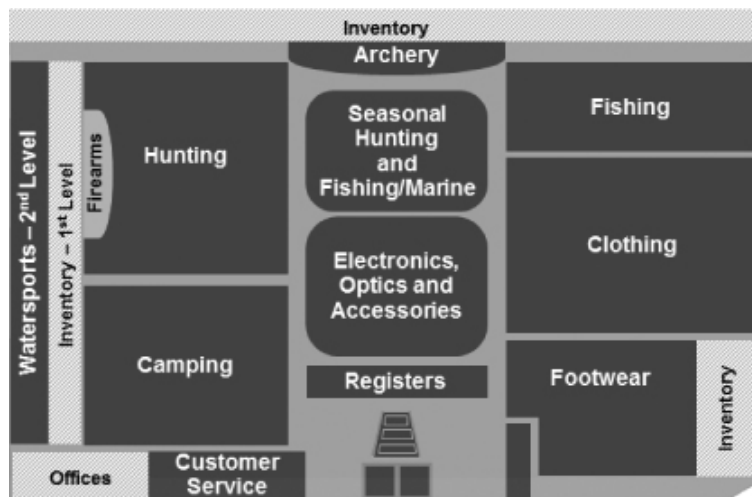 Inventory
Archery
Watersports – 2nd Level
Inventory – 1st Level
Firearms
Hunting
Seasonal
Hunting
and
Fishing/Marine
Fishing
Clothing
Electronics,
Optics and
Accessories
Camping
Registers
Footwear
Inventory
Offices
Customer
Service